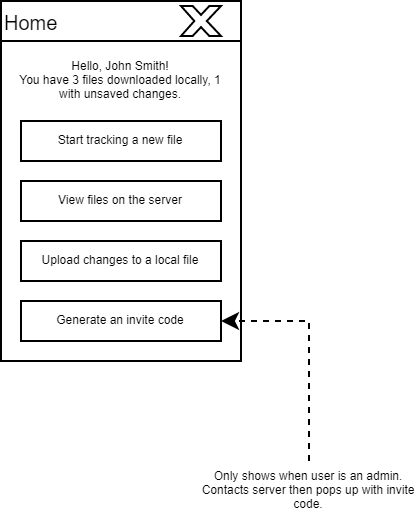 Home
Hello, John Smith!
You have 3 files downloaded locally, 1
with unsaved changes.
Start tracking a new file
View files on the server
Upload changes to a local file
Generate an invite code
Only shows when user is an admin.
Contacts server then pops up with invite
code.